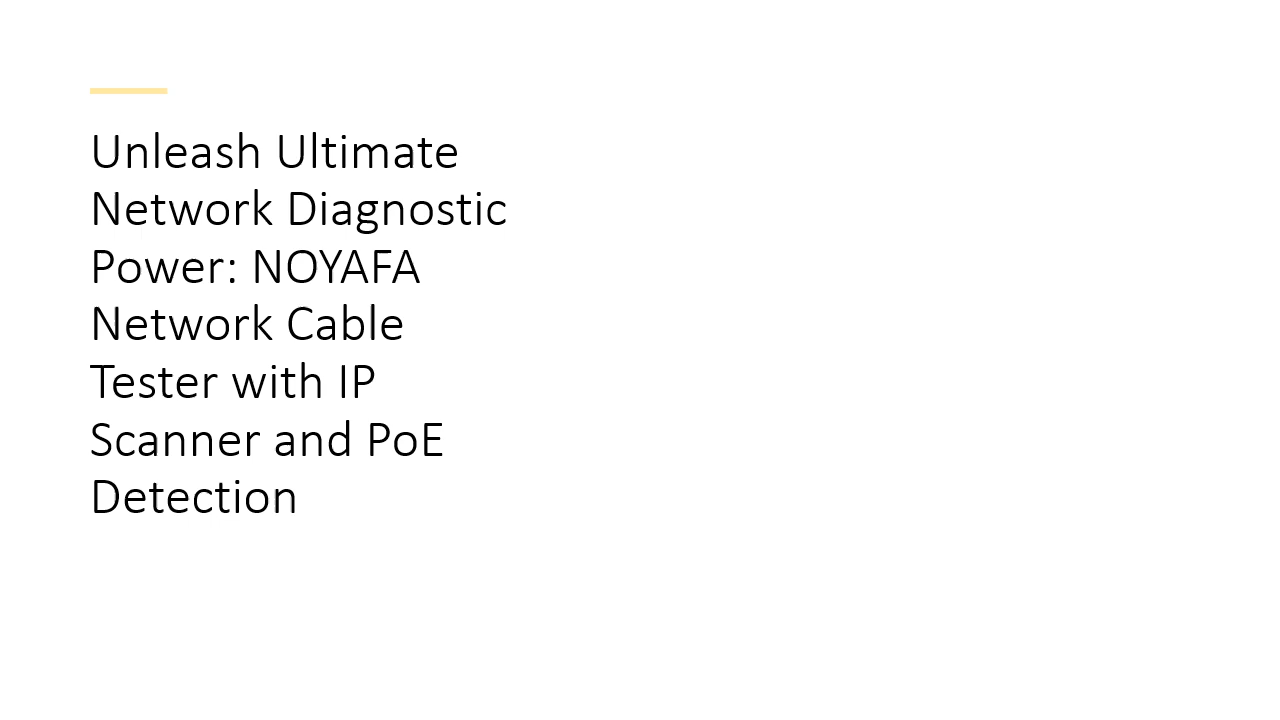 Unleash Ultimate
Network Diagnostic
Power: NOYAFA
Network Cable
Tester with IP
Scanner and PoE
Detection